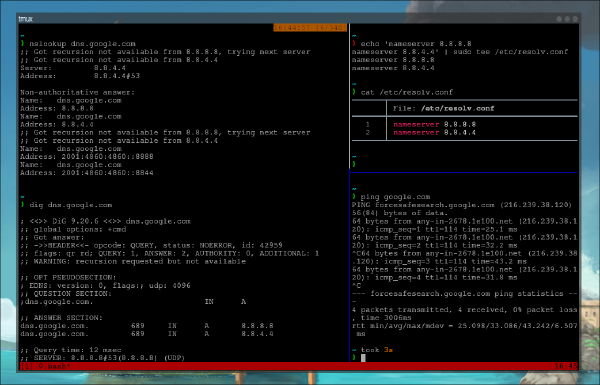 tmux
❯ nslookup dns.google.com
;; Got recursion not available from 8.8.8.8, trying next server
;; Got recursion not available from 8.8.4.4
Server: 8.8.4.4
Address: 8.8.4.4#53
Non-authoritative answer:
Name: dns.google.com
Address: 8.8.8.8
Name: dns.google.com
Address: 8.8.4.4
;; Got recursion not available from 8.8.8.8, trying next server
;; Got recursion not available from 8.8.4.4
Name: dns.google.com
Address: 2001:4860:4860::8888
Name: dns.google.com
Address: 2001:4860:4860::8844
~
❯ dig dns.google.com
; <<>> DiG 9.20.6 <<>> dns.google.com
;; global options: +cmd
;; Got answer:
;; ->>HEADER<<- opcode: QUERY, status: NOERROR, id: 42959
;; flags: qr rd; QUERY: 1, ANSWER: 2, AUTHORITY: 0, ADDITIONAL: 1
;; WARNING: recursion requested but not available
;; OPT PSEUDOSECTION:
; EDNS: version: 0, flags:; udp: 4096
;; QUESTION SECTION:
;dns.google.com. IN A
;; ANSWER SECTION:
dns.google.com. 689 IN A 8.8.8.8
dns.google.com. 689 IN A 8.8.4.4
;; Query time: 12 msec
;; SERVER: 8.8.8.8#53(8.8.8.8) (UDP)
~
❯ echo 'nameserver 8.8.8.8
nameserver 8.8.4.4' | sudo tee /etc/resolv.conf
nameserver 8.8.8.8
nameserver 8.8.4.4
~
❯ cat /etc/resolv.conf
File: /etc/resolv.conf
1 nameserver 8.8.8.8
2 nameserver 8.8.4.4
~
❯
~
❯ ping google.com
PING forcesafesearch.google.com (216.239.38.120)
56(84) bytes of data.
64 bytes from any-in-2678.1e100.net (216.239.38.1
20): icmp_seq=1 ttl=114 time=25.1 ms
64 bytes from any-in-2678.1e100.net (216.239.38.1
20): icmp_seq=2 ttl=114 time=32.2 ms
^C64 bytes from any-in-2678.1e100.net (216.239.38
.120): icmp_seq=3 ttl=114 time=43.2 ms
64 bytes from any-in-2678.1e100.net (216.239.38.1
20): icmp_seq=4 ttl=114 time=31.8 ms
^C
--- forcesafesearch.google.com ping statistics --
-
4 packets transmitted, 4 received, 0% packet loss
, time 3006ms
rtt min/avg/max/mdev = 25.098/33.086/43.242/6.507
ms
~ took 3s
❯